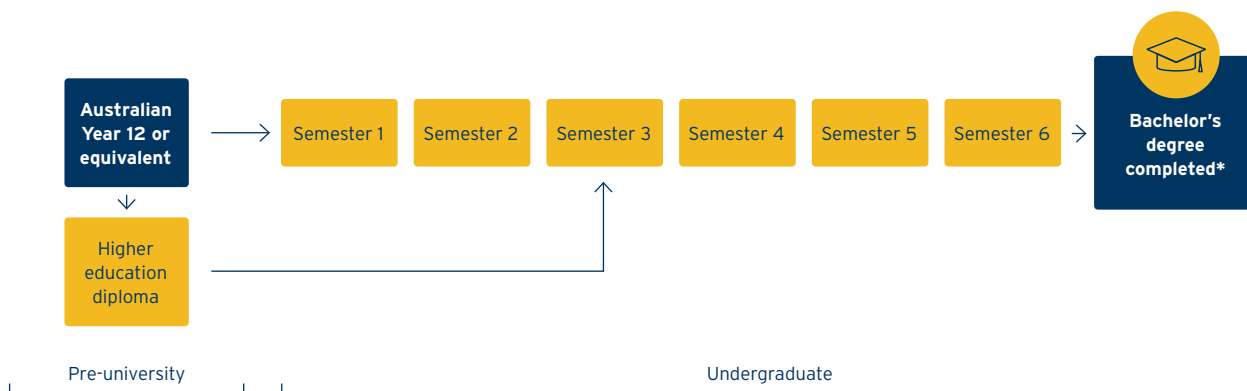 Australian
Year 12 or
equivalent
Semester 1
Semester 2
Semester 3
Semester 4
Semester 5
Semester 6
Bachelor's
degree
completed*
Higher
education
diploma
Pre-university
Undergraduate